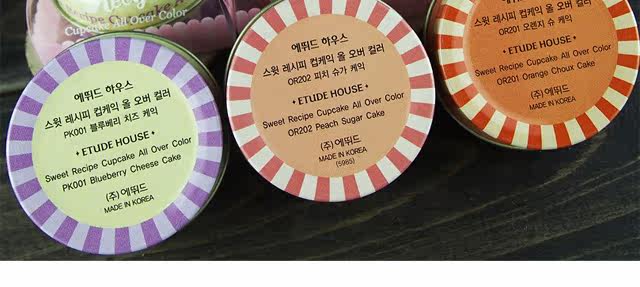 Recipe Cupcake
Cupcake All Over Color
에뛰드 하우스
스윗 레시피 컵케익 올 오버 컬러
PK001 블루베리 치즈 케익
• ETUDE HOUSE •
Sweet Recipe Cupcake All Over Color
PK001 Blueberry Cheese Cake
(주)에뛰드
MADE IN KOREA
에뛰드 하우스
스윗 레시피 컵케익 올 오버 컬러
OR202 피치 슈가 케익
• ETUDE HOUSE •
Sweet Recipe Cupcake All Over Color
OR202 Peach Sugar Cake
(주)에뛰드
MADE IN KOREA
(5965)
스윗 레시피 컵케익 올 오버 컬러
OR201 오렌지 슈 케익
• ETUDE HOUSE •
Sweet Recipe Cupcake All Over Color
OR201 Orange Choux Cake
(주)에뛰드
MADE IN KOREA